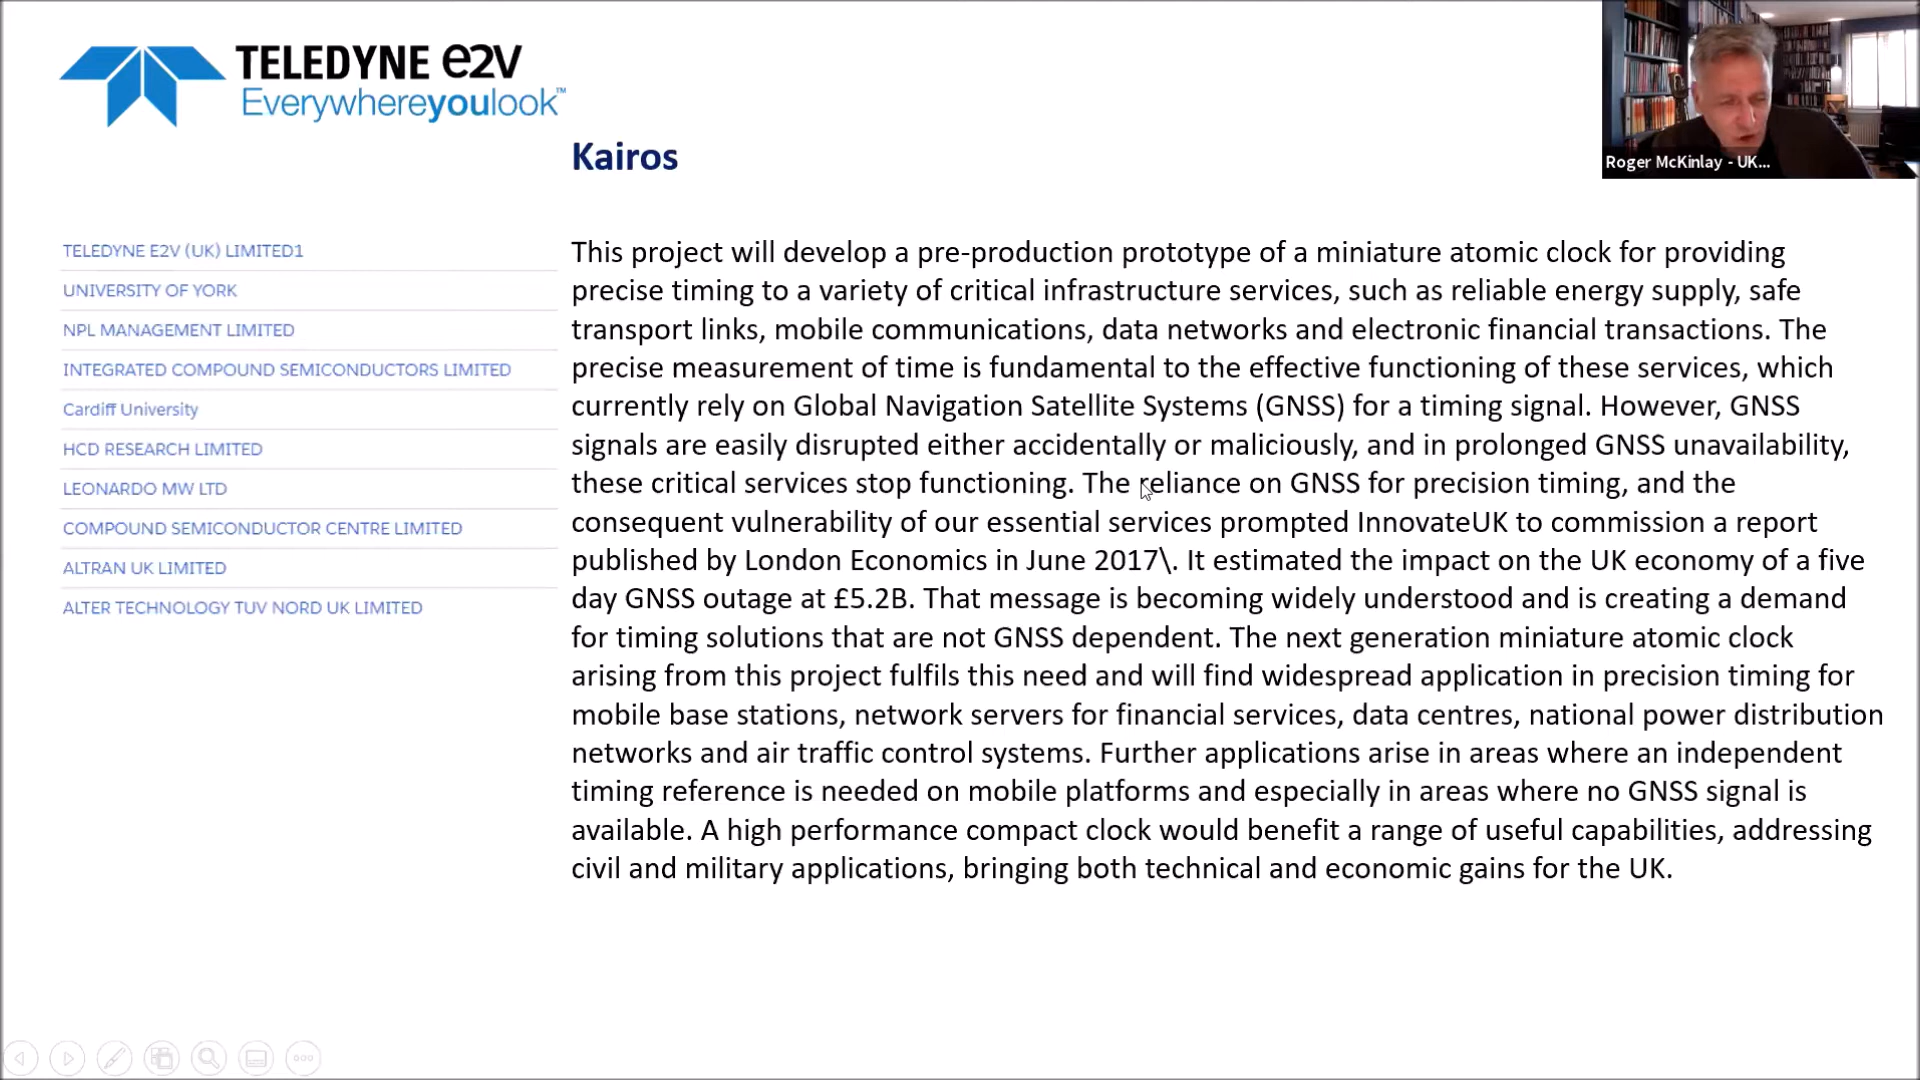 TELEDYNE e2v
Everywhereyoulook™
Kairos
Roger McKinlay - UK...
TELEDYNE E2V (UK) LIMITED1
UNIVERSITY OF YORK
NPL MANAGEMENT LIMITED
INTEGRATED COMPOUND SEMICONDUCTORS LIMITED
Cardiff University
HCD RESEARCH LIMITED
LEONARDO MW LTD
COMPOUND SEMICONDUCTOR CENTRE LIMITED
ALTRAN UK LIMITED
ALTER TECHNOLOGY TUV NORD UK LIMITED
This project will develop a pre-production prototype of a miniature atomic clock for providing
precise timing to a variety of critical infrastructure services, such as reliable energy supply, safe
transport links, mobile communications, data networks and electronic financial transactions. The
precise measurement of time is fundamental to the effective functioning of these services, which
currently rely on Global Navigation Satellite Systems (GNSS) for a timing signal. However, GNSS
signals are easily disrupted either accidentally or maliciously, and in prolonged GNSS unavailability,
these critical services stop functioning. The reliance on GNSS for precision timing, and the
consequent vulnerability of our essential services prompted InnovateUK to commission a report
published by London Economics in June 2017\. It estimated the impact on the UK economy of a five
day GNSS outage at £5.2B. That message is becoming widely understood and is creating a demand
for timing solutions that are not GNSS dependent. The next generation miniature atomic clock
arising from this project fulfils this need and will find widespread application in precision timing for
mobile base stations, network servers for financial services, data centres, national power distribution
networks and air traffic control systems. Further applications arise in areas where an independent
timing reference is needed on mobile platforms and especially in areas where no GNSS signal is
available. A high performance compact clock would benefit a range of useful capabilities, addressing
civil and military applications, bringing both technical and economic gains for the UK.